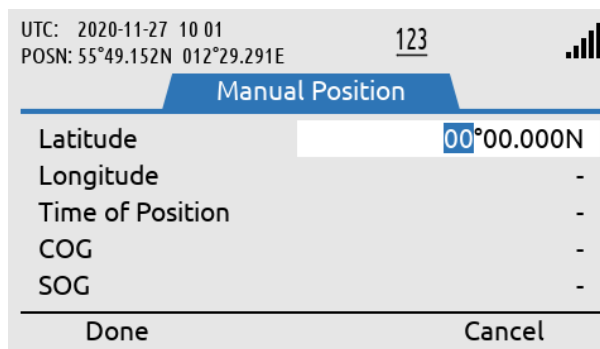 UTC: 2020-11-27 10 01
POSN: 55°49.152N 012°29.291E
123
Manual Position
Latitude 00°00.000N
Longitude -
Time of Position -
COG -
SOG -
Done Cancel